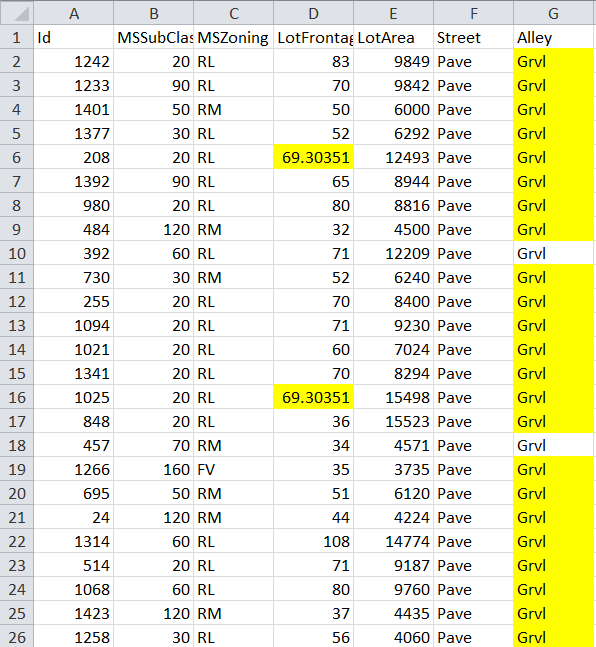 A B C D E F G
1 Id MSSubClas MSZoning LotFrontag LotArea Street Alley
2 1242 20 RL 83 9849 Pave Grvl
3 1233 90 RL 70 9842 Pave Grvl
4 1401 50 RM 50 6000 Pave Grvl
5 1377 30 RL 52 6292 Pave Grvl
6 208 20 RL 69.30351 12493 Pave Grvl
7 1392 90 RL 65 8944 Pave Grvl
8 980 20 RL 80 8816 Pave Grvl
9 484 120 RM 32 4500 Pave Grvl
10 392 60 RL 71 12209 Pave Grvl
11 730 30 RM 52 6240 Pave Grvl
12 255 20 RL 70 8400 Pave Grvl
13 1094 20 RL 71 9230 Pave Grvl
14 1021 20 RL 60 7024 Pave Grvl
15 1341 20 RL 70 8294 Pave Grvl
16 1025 20 RL 69.30351 15498 Pave Grvl
17 848 20 RL 36 15523 Pave Grvl
18 457 70 RM 34 4571 Pave Grvl
19 1266 160 FV 35 3735 Pave Grvl
20 695 50 RM 51 6120 Pave Grvl
21 24 120 RM 44 4224 Pave Grvl
22 1314 60 RL 108 14774 Pave Grvl
23 514 20 RL 71 9187 Pave Grvl
24 1068 60 RL 80 9760 Pave Grvl
25 1423 120 RM 37 4435 Pave Grvl
26 1258 30 RL 56 4060 Pave Grvl